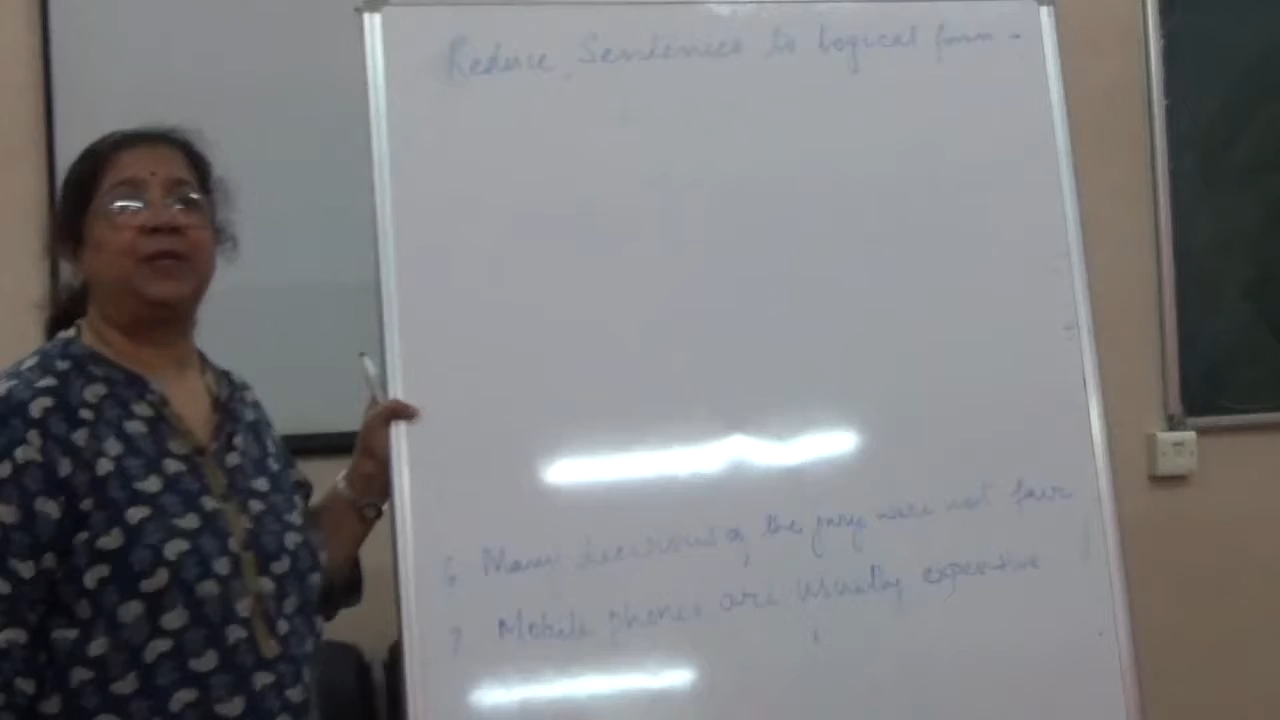 Reduce Sentences to Logical form -
6 Many decisions of the jury were not fair
7 Mobile phones are usually expensive